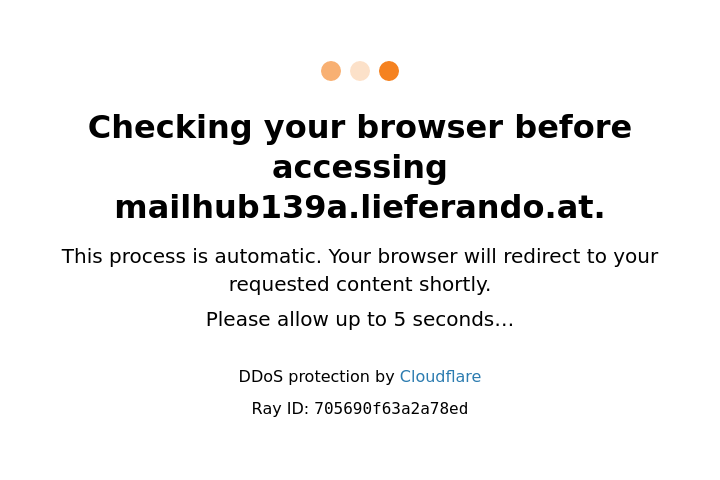 Checking your browser before
accessing
mailhub139a.lieferando.at.
This process is automatic. Your browser will redirect to your
requested content shortly.
Please allow up to 5 seconds…
DDoS protection by Cloudflare
Ray ID: 705690f63a2a78ed